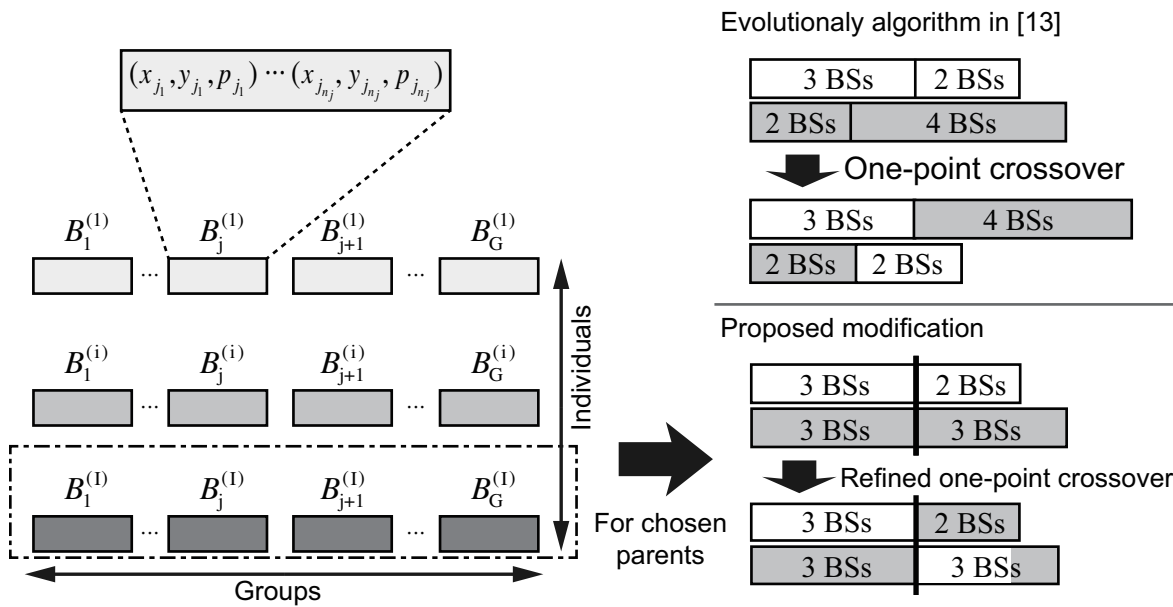 (x_{j_1}, y_{j_1}, p_{j_1}) ⋯ (x_{j_{n_j}}, y_{j_{n_j}}, p_{j_{n_j}})
B_1^{(1)} B_j^{(1)} B_{j+1}^{(1)} B_G^{(1)}
... ... ...
B_1^{(i)} B_j^{(i)} B_{j+1}^{(i)} B_G^{(i)}
... ... ...
B_1^{(I)} B_j^{(I)} B_{j+1}^{(I)} B_G^{(I)}
... ... ...
Groups
Individuals
For chosen
parents
Evolutionaly algorithm in [13]
3 BSs 2 BSs
2 BSs 4 BSs
One-point crossover
3 BSs 4 BSs
2 BSs 2 BSs
Proposed modification
3 BSs 2 BSs
3 BSs 3 BSs
Refined one-point crossover
3 BSs 2 BSs
3 BSs 3 BSs